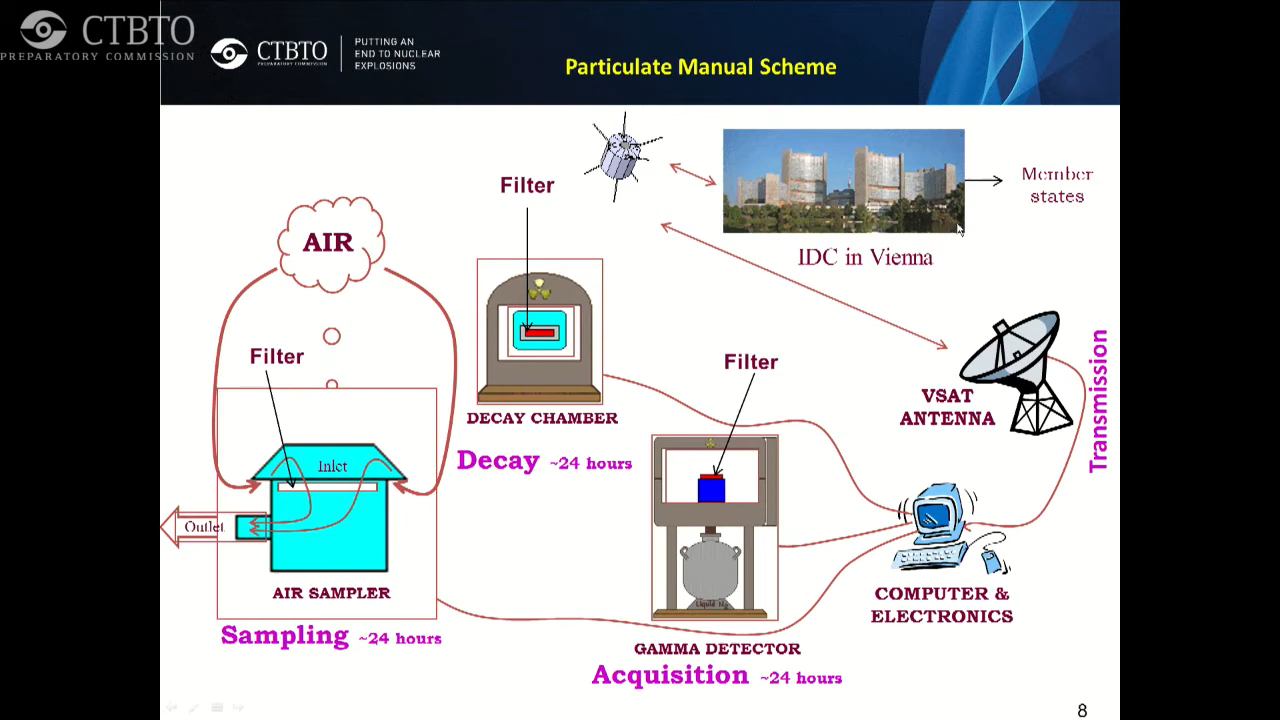 CTBTO
PREPARATORY COMMISSION
CTBTO
PREPARATORY COMMISSION
PUTTING AN
END TO NUCLEAR
EXPLOSIONS
Particulate Manual Scheme
Filter
Member
states
AIR
IDC in Vienna
Filter
Filter
VSAT
ANTENNA
Transmission
DECAY CHAMBER
Decay ~24 hours
Inlet
Outlet
AIR SAMPLER
Sampling ~24 hours
Liquid N2
COMPUTER &
ELECTRONICS
GAMMA DETECTOR
Acquisition ~24 hours
8